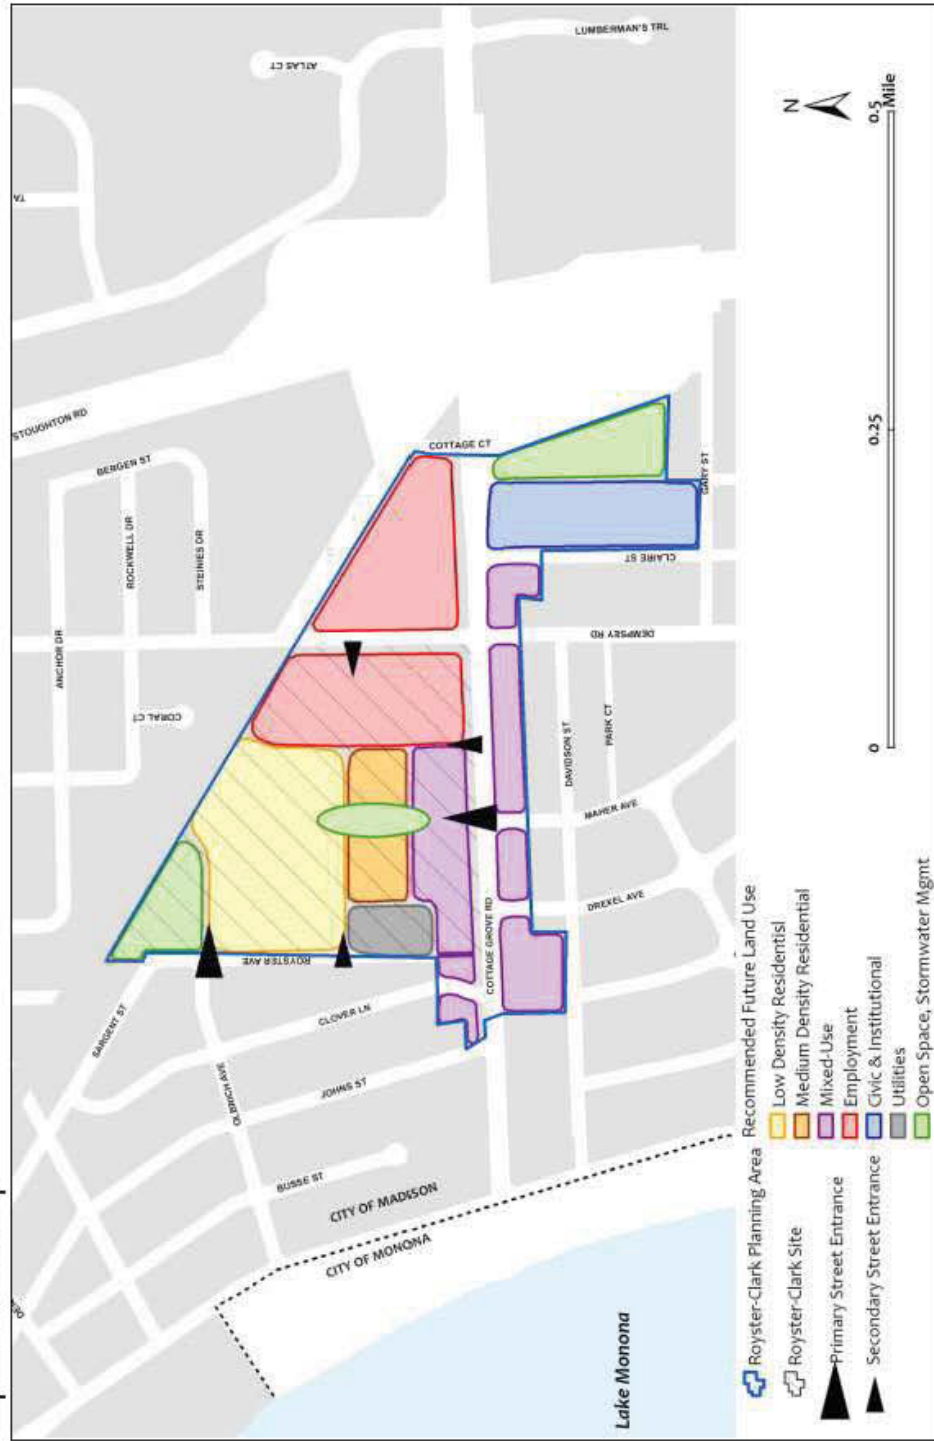 LUMBERMAN'S TRL
ATLAS CT
TA
STOUGHTON RD
BERGEN ST
ROCKWELL DR
STEINIES DR
ANCHOR DR
CORAL CT
COTTAGE CT
GARY ST
CLAIRE ST
DEMPSEY RD
DAVIDSON ST
PARK CT
MAHER AVE
DREXEL AVE
COTTAGE GROVE RD
ROYSTER AVE
SARGENT ST
CLOVER LN
OLBRICH AVE
JOHNS ST
BUSSE ST
CITY OF MADISON
CITY OF MONONA
Lake Monona
N
0
0.25
0.5
Mile
Royster-Clark Planning Area
Royster-Clark Site
Primary Street Entrance
Secondary Street Entrance
Recommended Future Land Use
Low Density Residentisl
Medium Density Residential
Mixed-Use
Employment
Civic & Institutional
Utilities
Open Space, Stormwater Mgmt